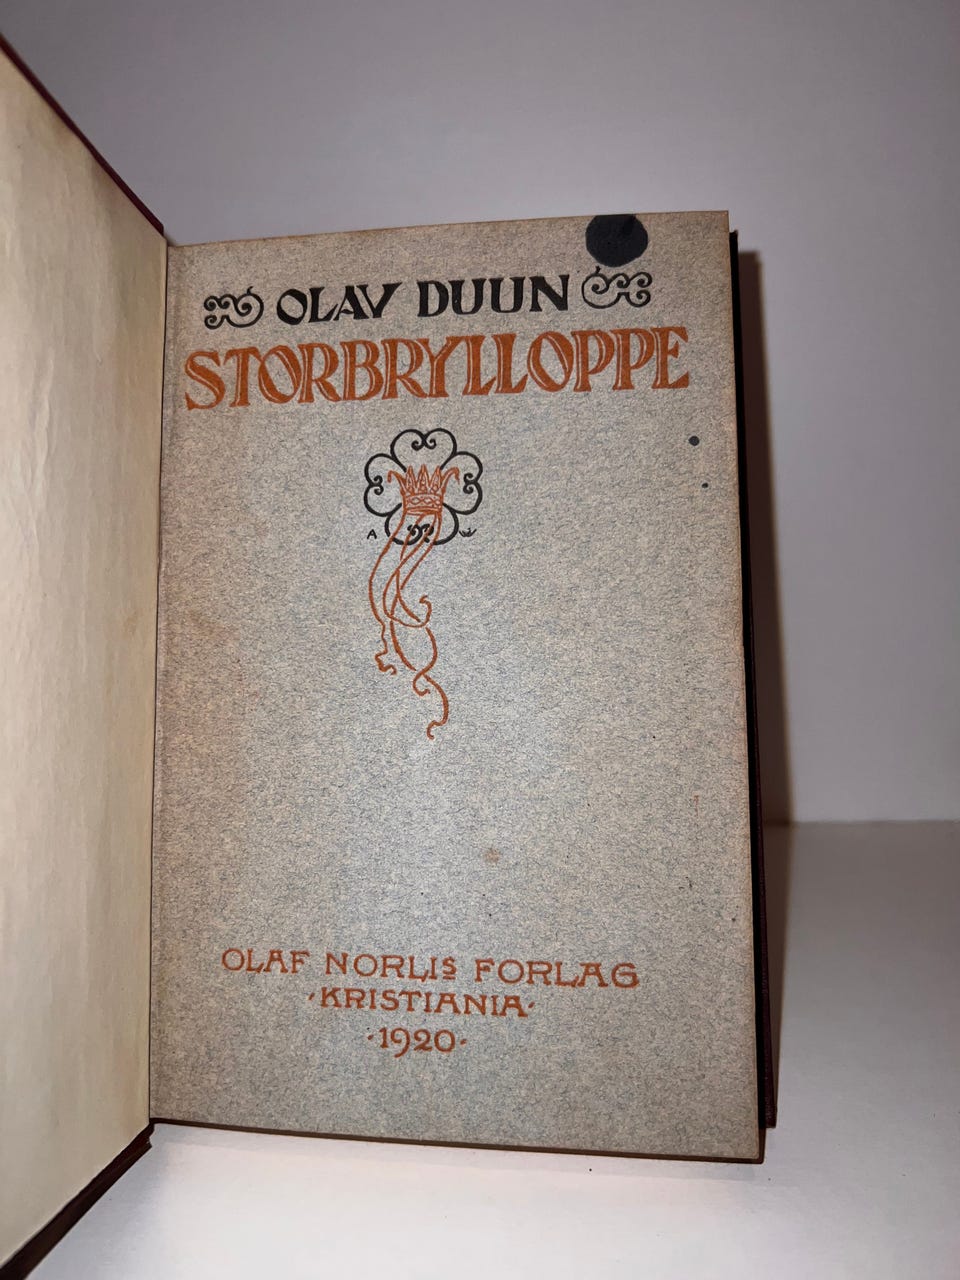 OLAV DUUN
STORBRYLLOPPE
A
OLAF NORLIS FORLAG
·KRISTIANIA·
·1920·